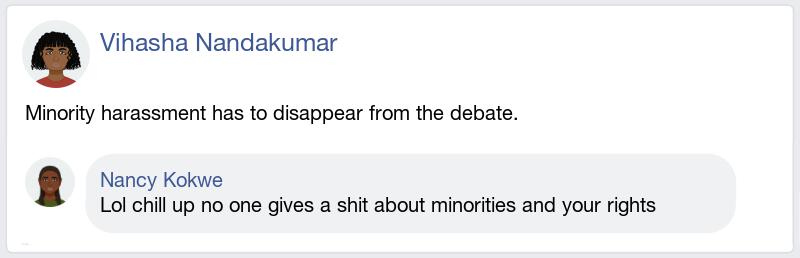 Vihasha Nandakumar
Minority harassment has to disappear from the debate.
Nancy Kokwe
Lol chill up no one gives a shit about minorities and your rights